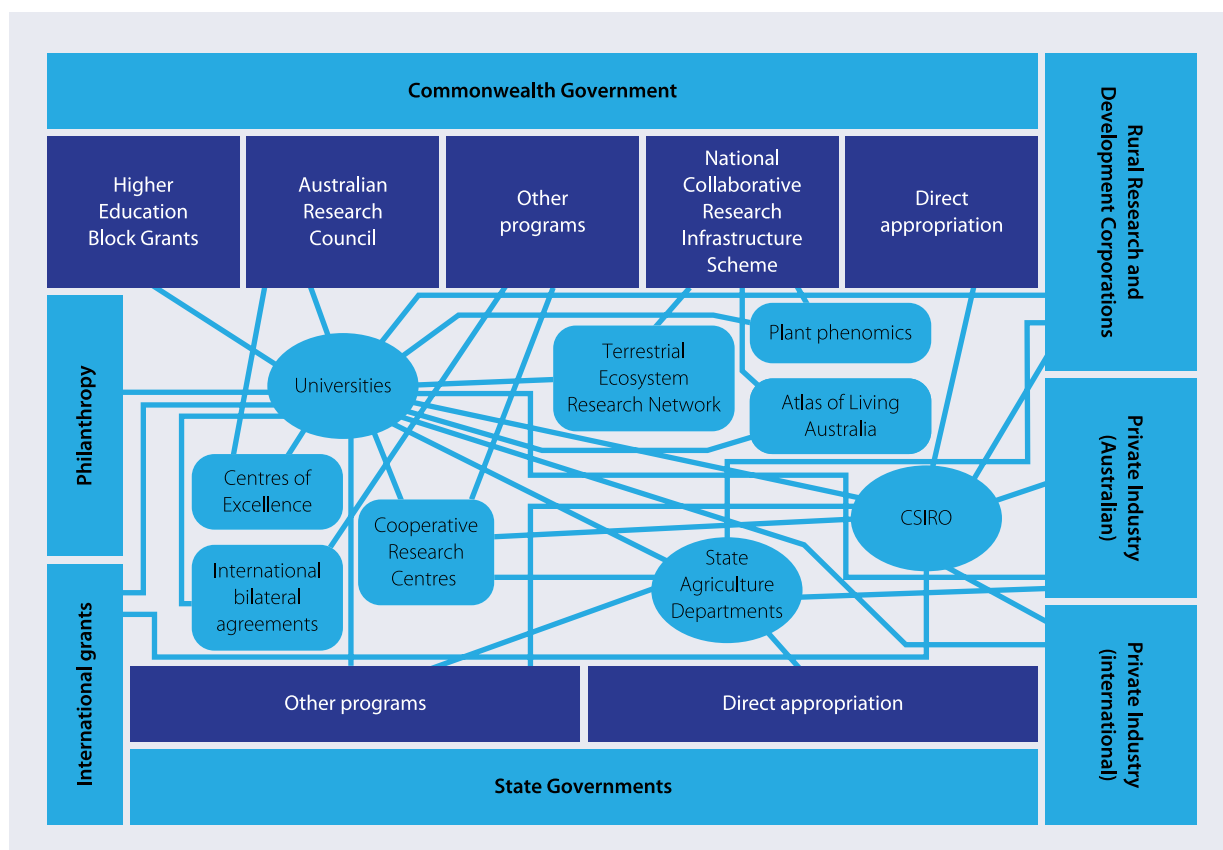 Commonwealth Government
Rural Research and
Development Corporations
Higher
Education
Block Grants
Australian
Research
Council
Other
programs
National
Collaborative
Research
Infrastructure
Scheme
Direct
appropriation
Philanthropy
Universities
Terrestrial
Ecosystem
Research Network
Plant phenomics
Atlas of Living
Australia
Private Industry
(Australian)
Centres of
Excellence
Cooperative
Research
Centres
CSIRO
State
Agriculture
Departments
International
bilateral
agreements
International grants
Private Industry
(international)
Other programs
Direct appropriation
State Governments